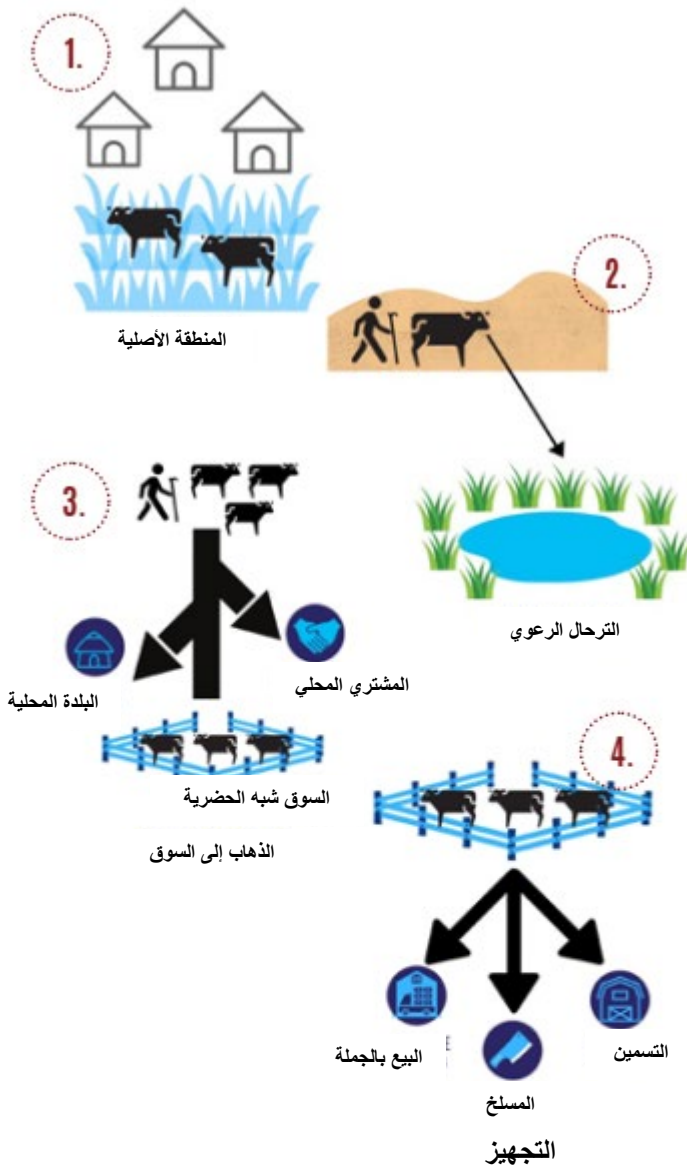 1.
المنطقة الأصلية
2.
الترحال الرعوي
3.
المشتري المحلي
البلدة المحلية
السوق شبه الحضرية
الذهاب إلى السوق
4.
التسمين
البيع بالجملة
المسلخ
التجهيز